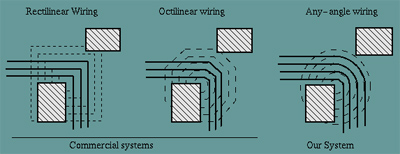 Rectilinear Wiring
Octilinear wiring
Any-angle wiring
Commercial systems
Our System